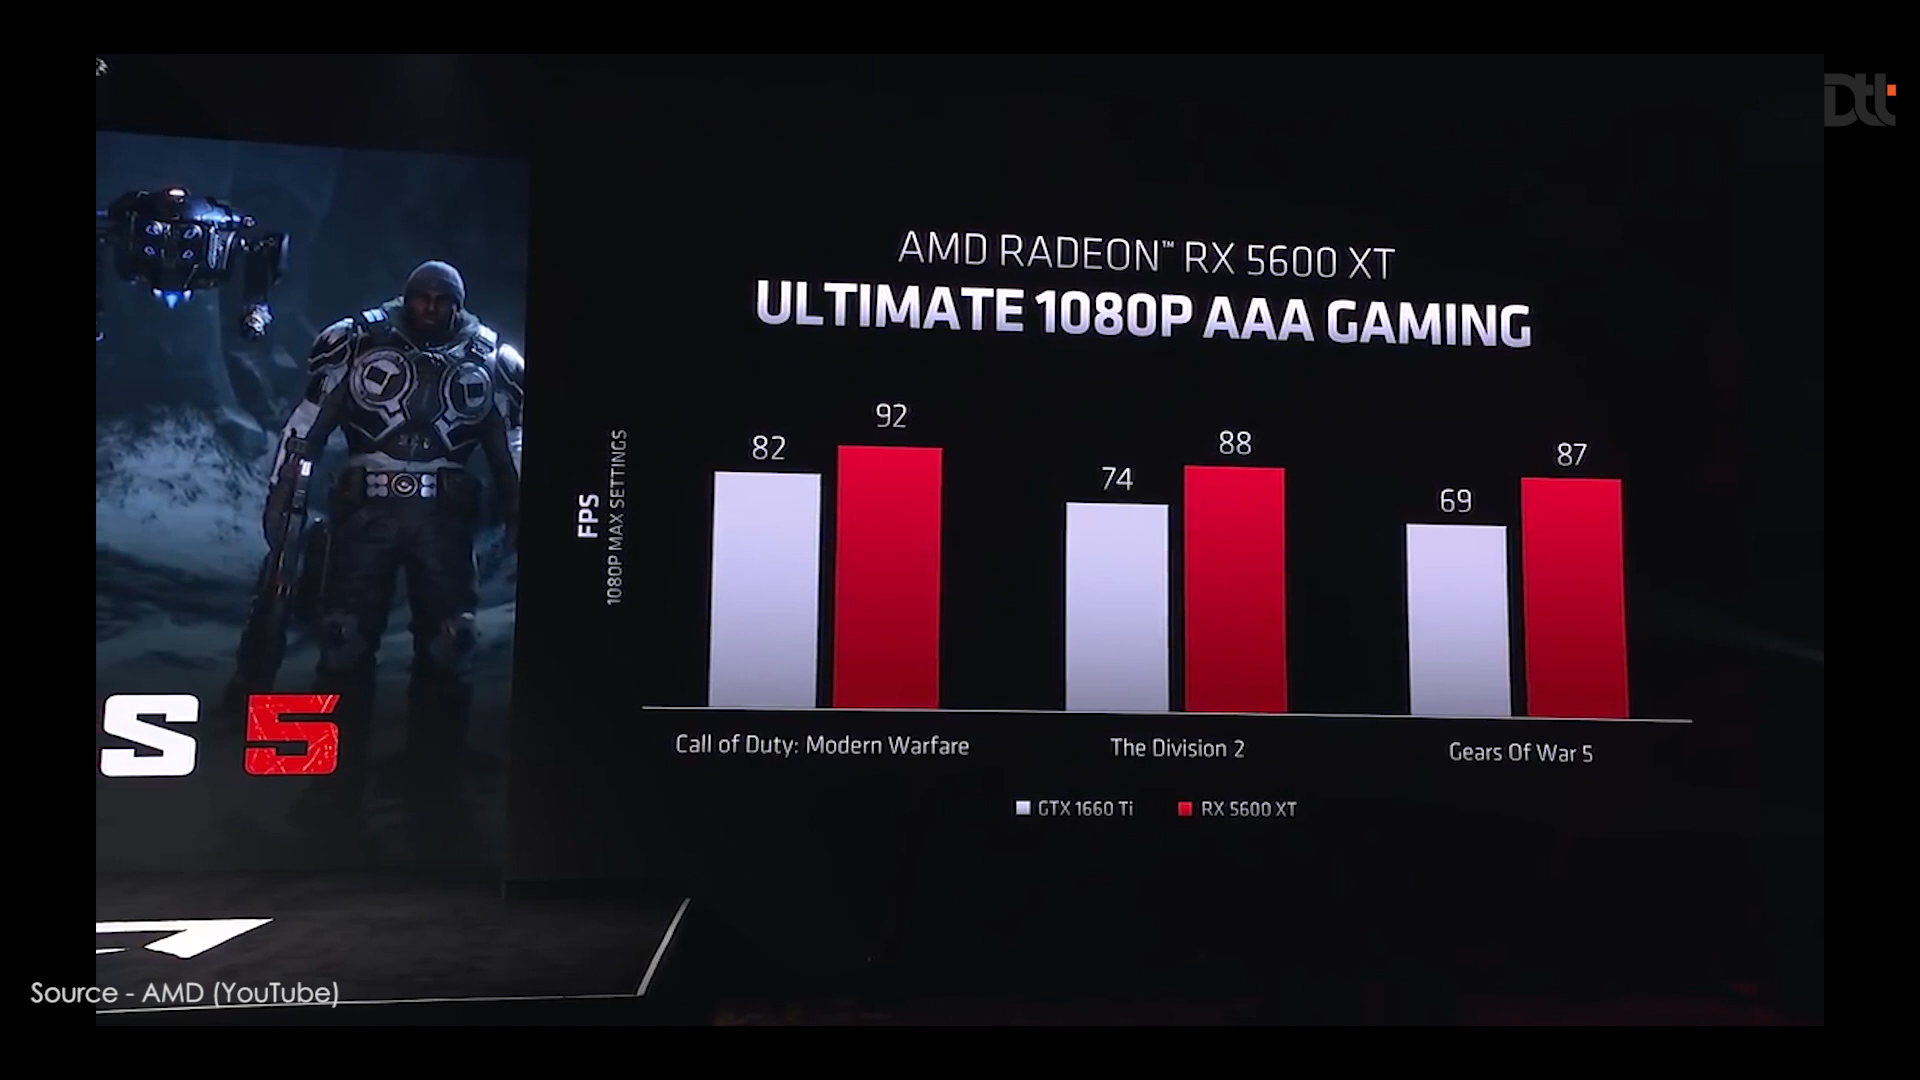 Dtt
AMD RADEON™ RX 5600 XT
ULTIMATE 1080P AAA GAMING
FPS
1080P MAX SETTINGS
82
92
74
88
69
87
Call of Duty: Modern Warfare
The Division 2
Gears Of War 5
GTX 1660 Ti
RX 5600 XT
S 5
Source - AMD (YouTube)